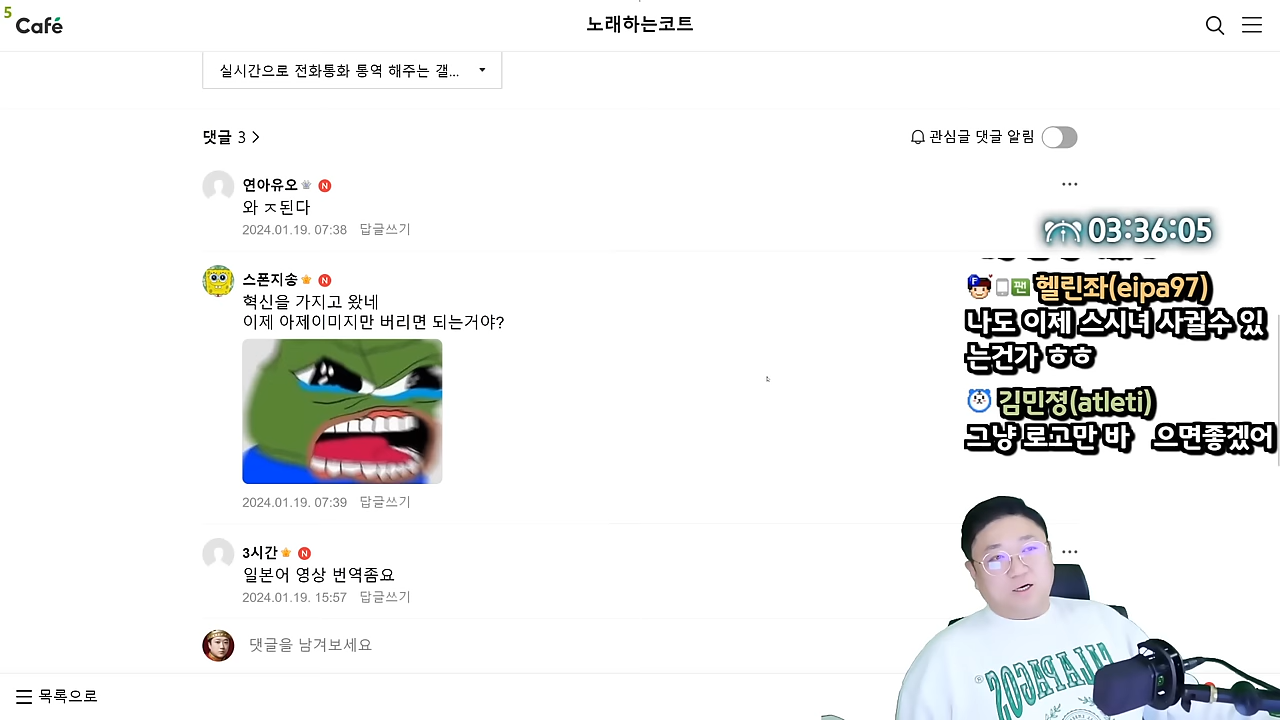 5
Café
노래하는코트
실시간으로 전화통화 통역 해주는 갤...
댓글 3
관심글 댓글 알림
연아유오 N
와 ㅈ된다
2024.01.19. 07:38 답글쓰기
03:36:05
스폰지송 N
혁신을 가지고 왔네
이제 아제이미지만 버리면 되는거야?
2024.01.19. 07:39 답글쓰기
팬 헬린좌(eipa97)
나도 이제 스시녀 사귈수 있
는건가 ㅎㅎ
김민졍(atleti)
그냥 로고만 바 으면좋겠어
3시간 N
일본어 영상 번역좀요
2024.01.19. 15:57 답글쓰기
댓글을 남겨보세요
목록으로
GALAPAGOS